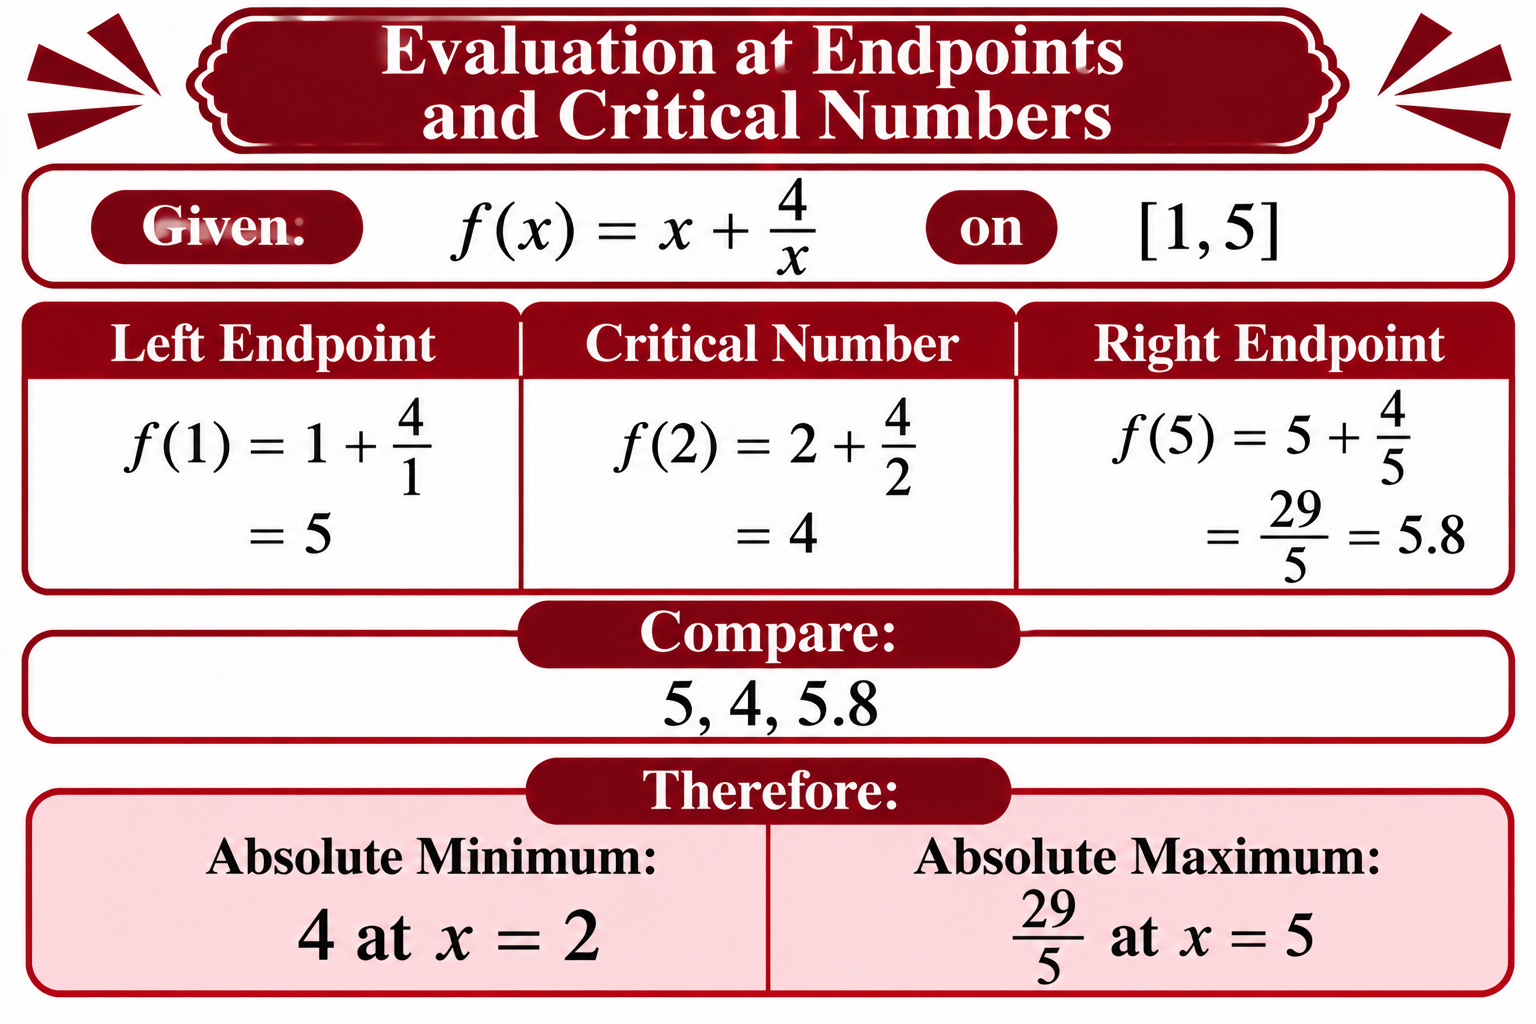 Evaluation at Endpoints
and Critical Numbers
Given: f(x) = x + 4/x on [1, 5]
Left Endpoint
f(1) = 1 + 4/1
= 5
Critical Number
f(2) = 2 + 4/2
= 4
Right Endpoint
f(5) = 5 + 4/5
= 29/5 = 5.8
Compare:
5, 4, 5.8
Therefore:
Absolute Minimum:
4 at x = 2
Absolute Maximum:
29/5 at x = 5